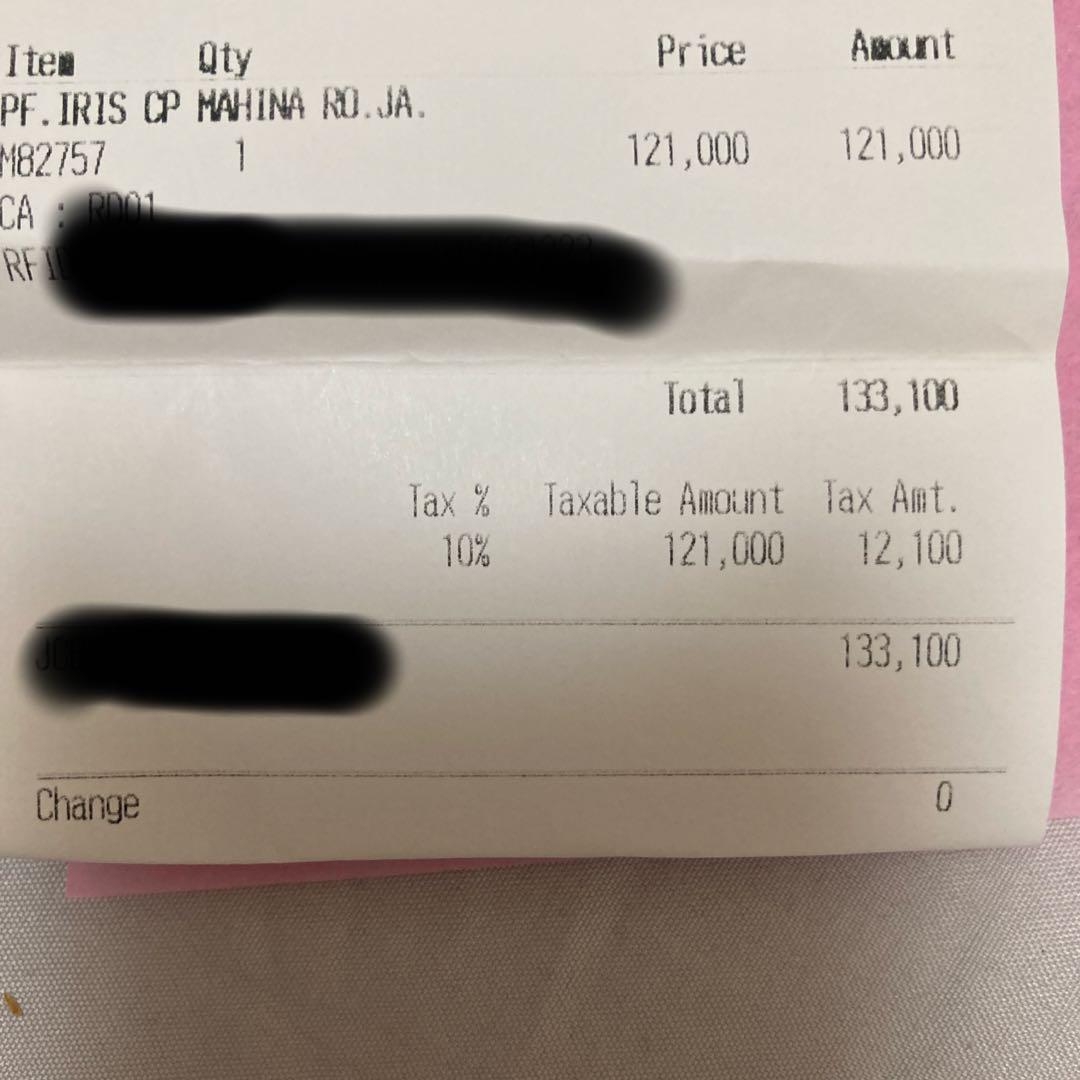 Item Qty Price Amount
PF.IRIS CP MAHINA RO.JA.
M82757 1 121,000 121,000
CA : RD01
Total 133,100
Tax % Taxable Amount Tax Amt.
10% 121,000 12,100
133,100
Change 0